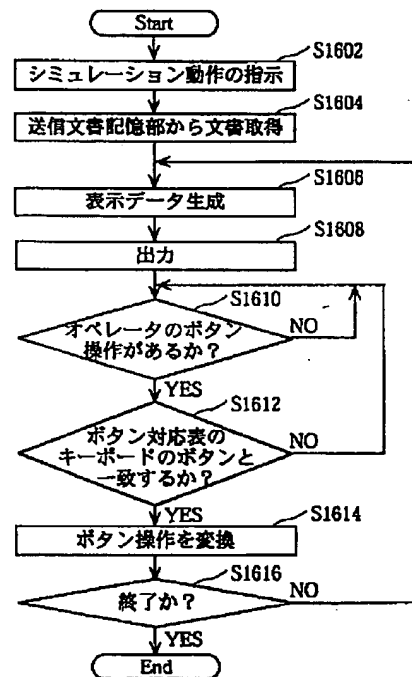 Start
S1602
シミュレーション動作の指示
S1604
送信文書記憶部から文書取得
S1606
表示データ生成
S1608
出力
S1610
オペレータのボタン
操作があるか？
NO
YES
S1612
ボタン対応表の
キーボードのボタンと
一致するか？
NO
YES
S1614
ボタン操作を変換
S1616
終了か？
NO
YES
End